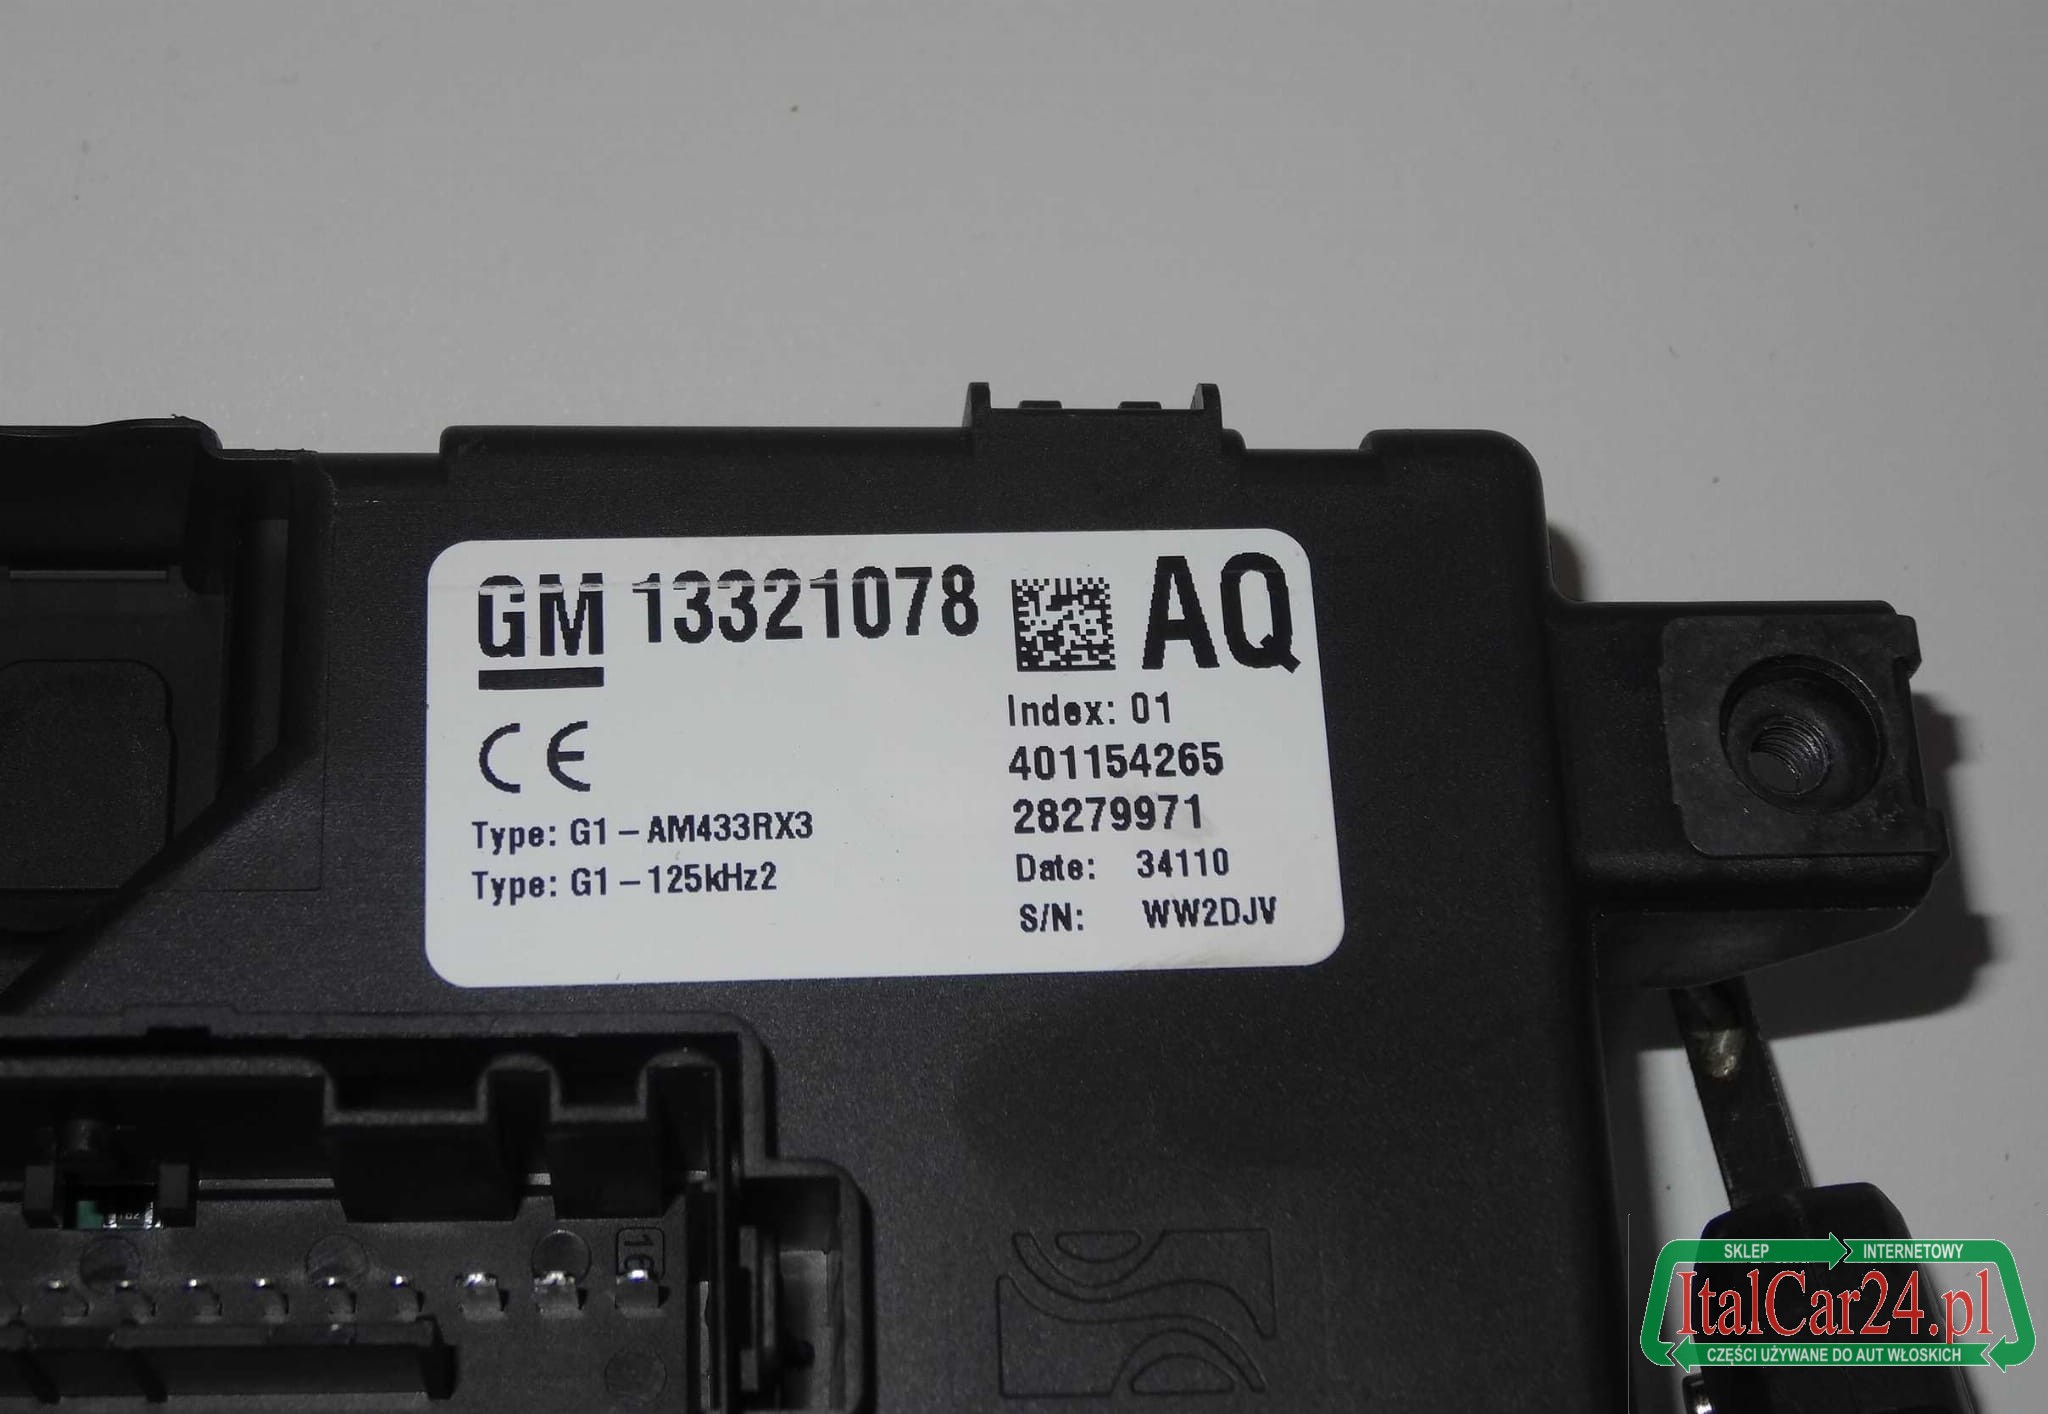 GM 13321078 AQ
CE
Index: 01
401154265
28279971
Type: G1-AM433RX3
Type: G1-125kHz2
Date: 34110
S/N: WW2DJV
16
SKLEP INTERNETOWY
ItalCar24.pl
CZĘŚCI UŻYWANE DO AUT WŁOSKICH